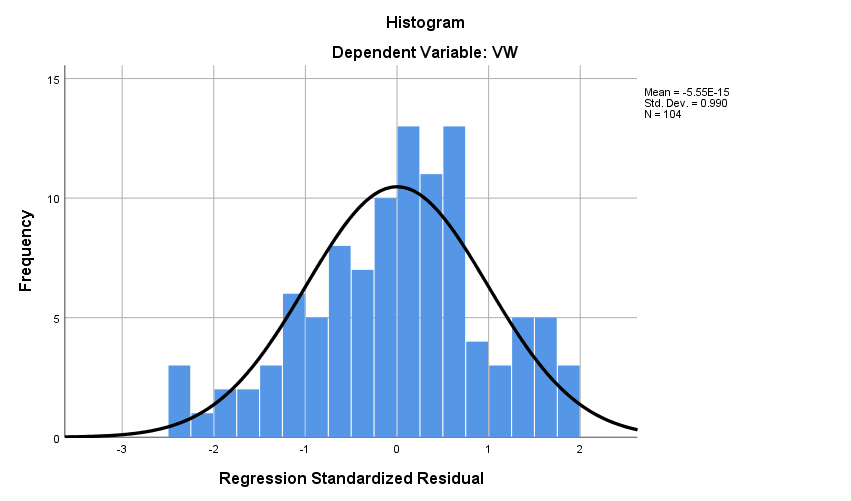 Histogram
Dependent Variable: VW
Mean = -5.55E-15
Std. Dev. = 0.990
N = 104
Frequency
15
10
5
0
-3 -2 -1 0 1 2
Regression Standardized Residual